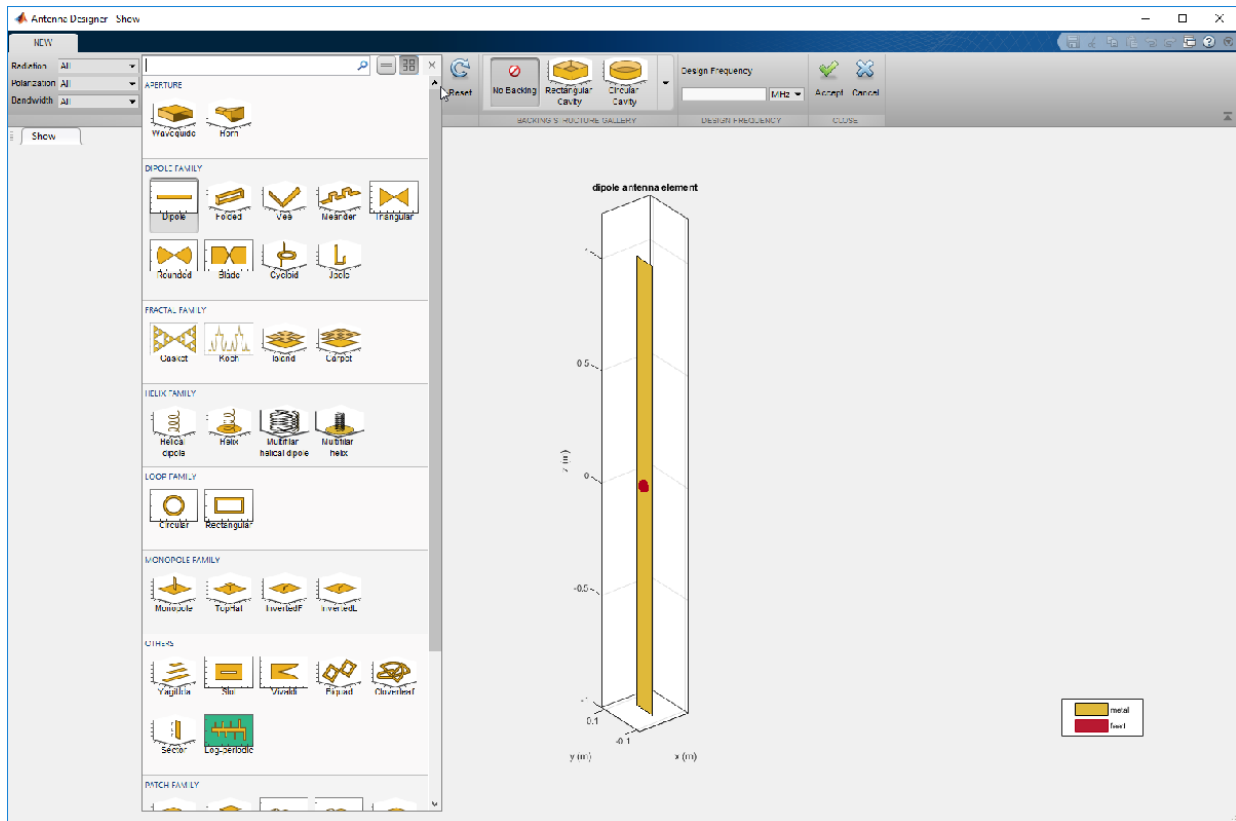 Antenna Designer - Show
NEW
Radiation All
Polarization All
Bandwidth All
Reset
No Backing
Rectangular
Cavity
Circular
Cavity
BACKING STRUCTURE GALLERY
Design Frequency
MHz
DESIGN FREQUENCY
Accept Cancel
CLOSE
Show
APERTURE
Waveguide Horn
DIPOLE FAMILY
Dipole Folded Vee Meander Triangular
Rounded Blade Cycloid Jpole
FRACTAL FAMILY
Gasket Koch Island Carpet
HELIX FAMILY
Helical
dipole
Helix
Multifilar
helical dipole
Multifilar
helix
LOOP FAMILY
Circular Rectangular
MONOPOLE FAMILY
Monopole TopHat InvertedF InvertedL
OTHERS
YagiUda Slot Vivaldi Biquad Cloverleaf
Sector Log-periodic
PATCH FAMILY
dipole antenna element
1
0.5
0
-0.5
-1
z (m)
0.1
-0.1
y (m) x (m)
metal
feed